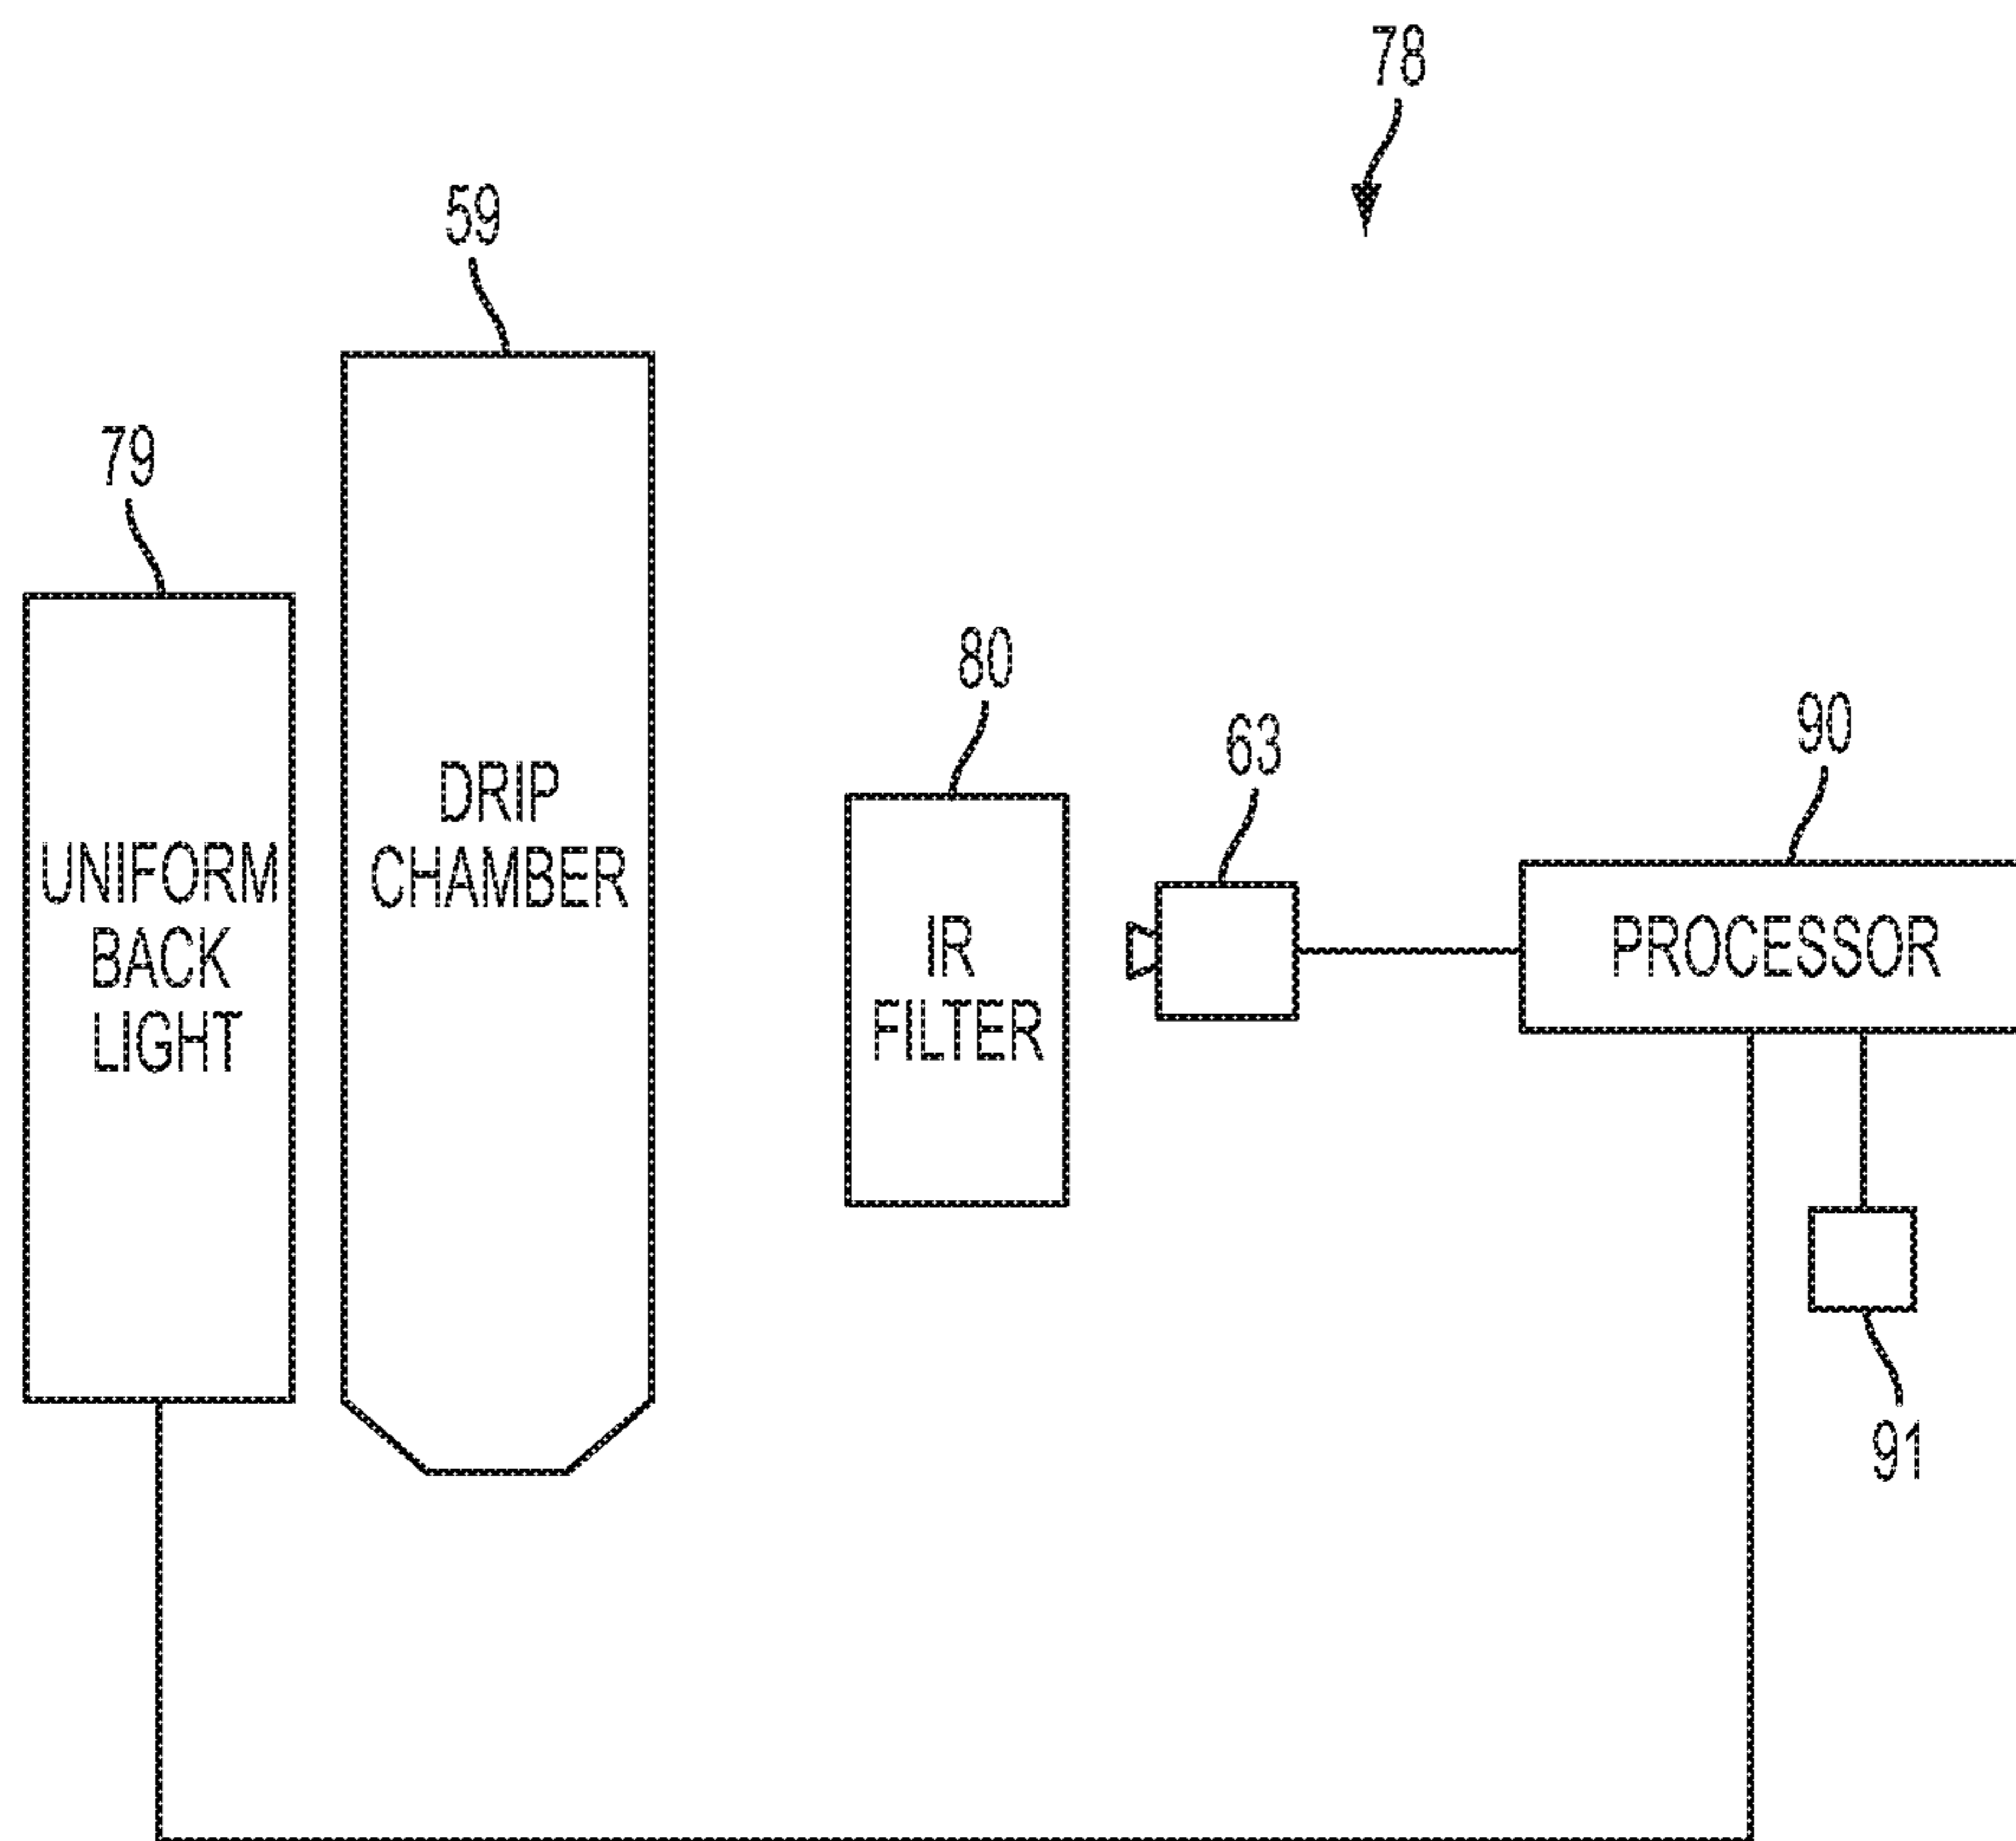 78
59
79
80
63
90
DRIP
CHAMBER
UNIFORM
BACK
LIGHT
IR
FILTER
PROCESSOR
91